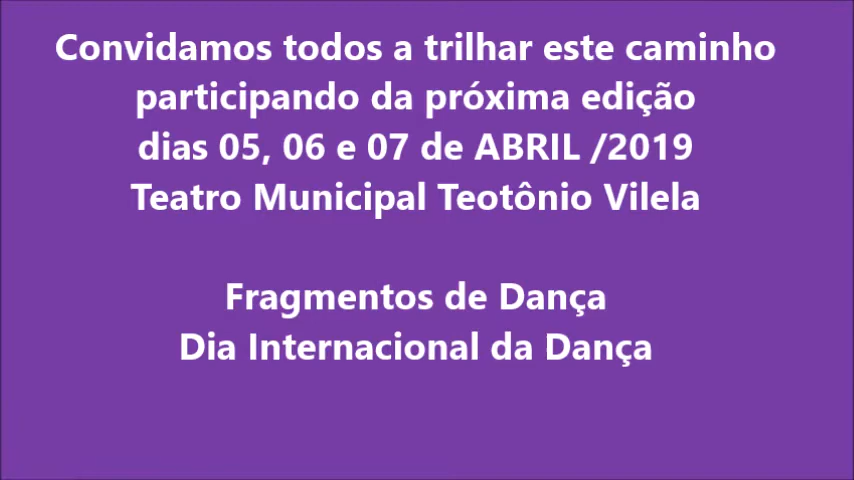 Convidamos todos a trilhar este caminho
participando da próxima edição
dias 05, 06 e 07 de ABRIL /2019
Teatro Municipal Teotônio Vilela
Fragmentos de Dança
Dia Internacional da Dança